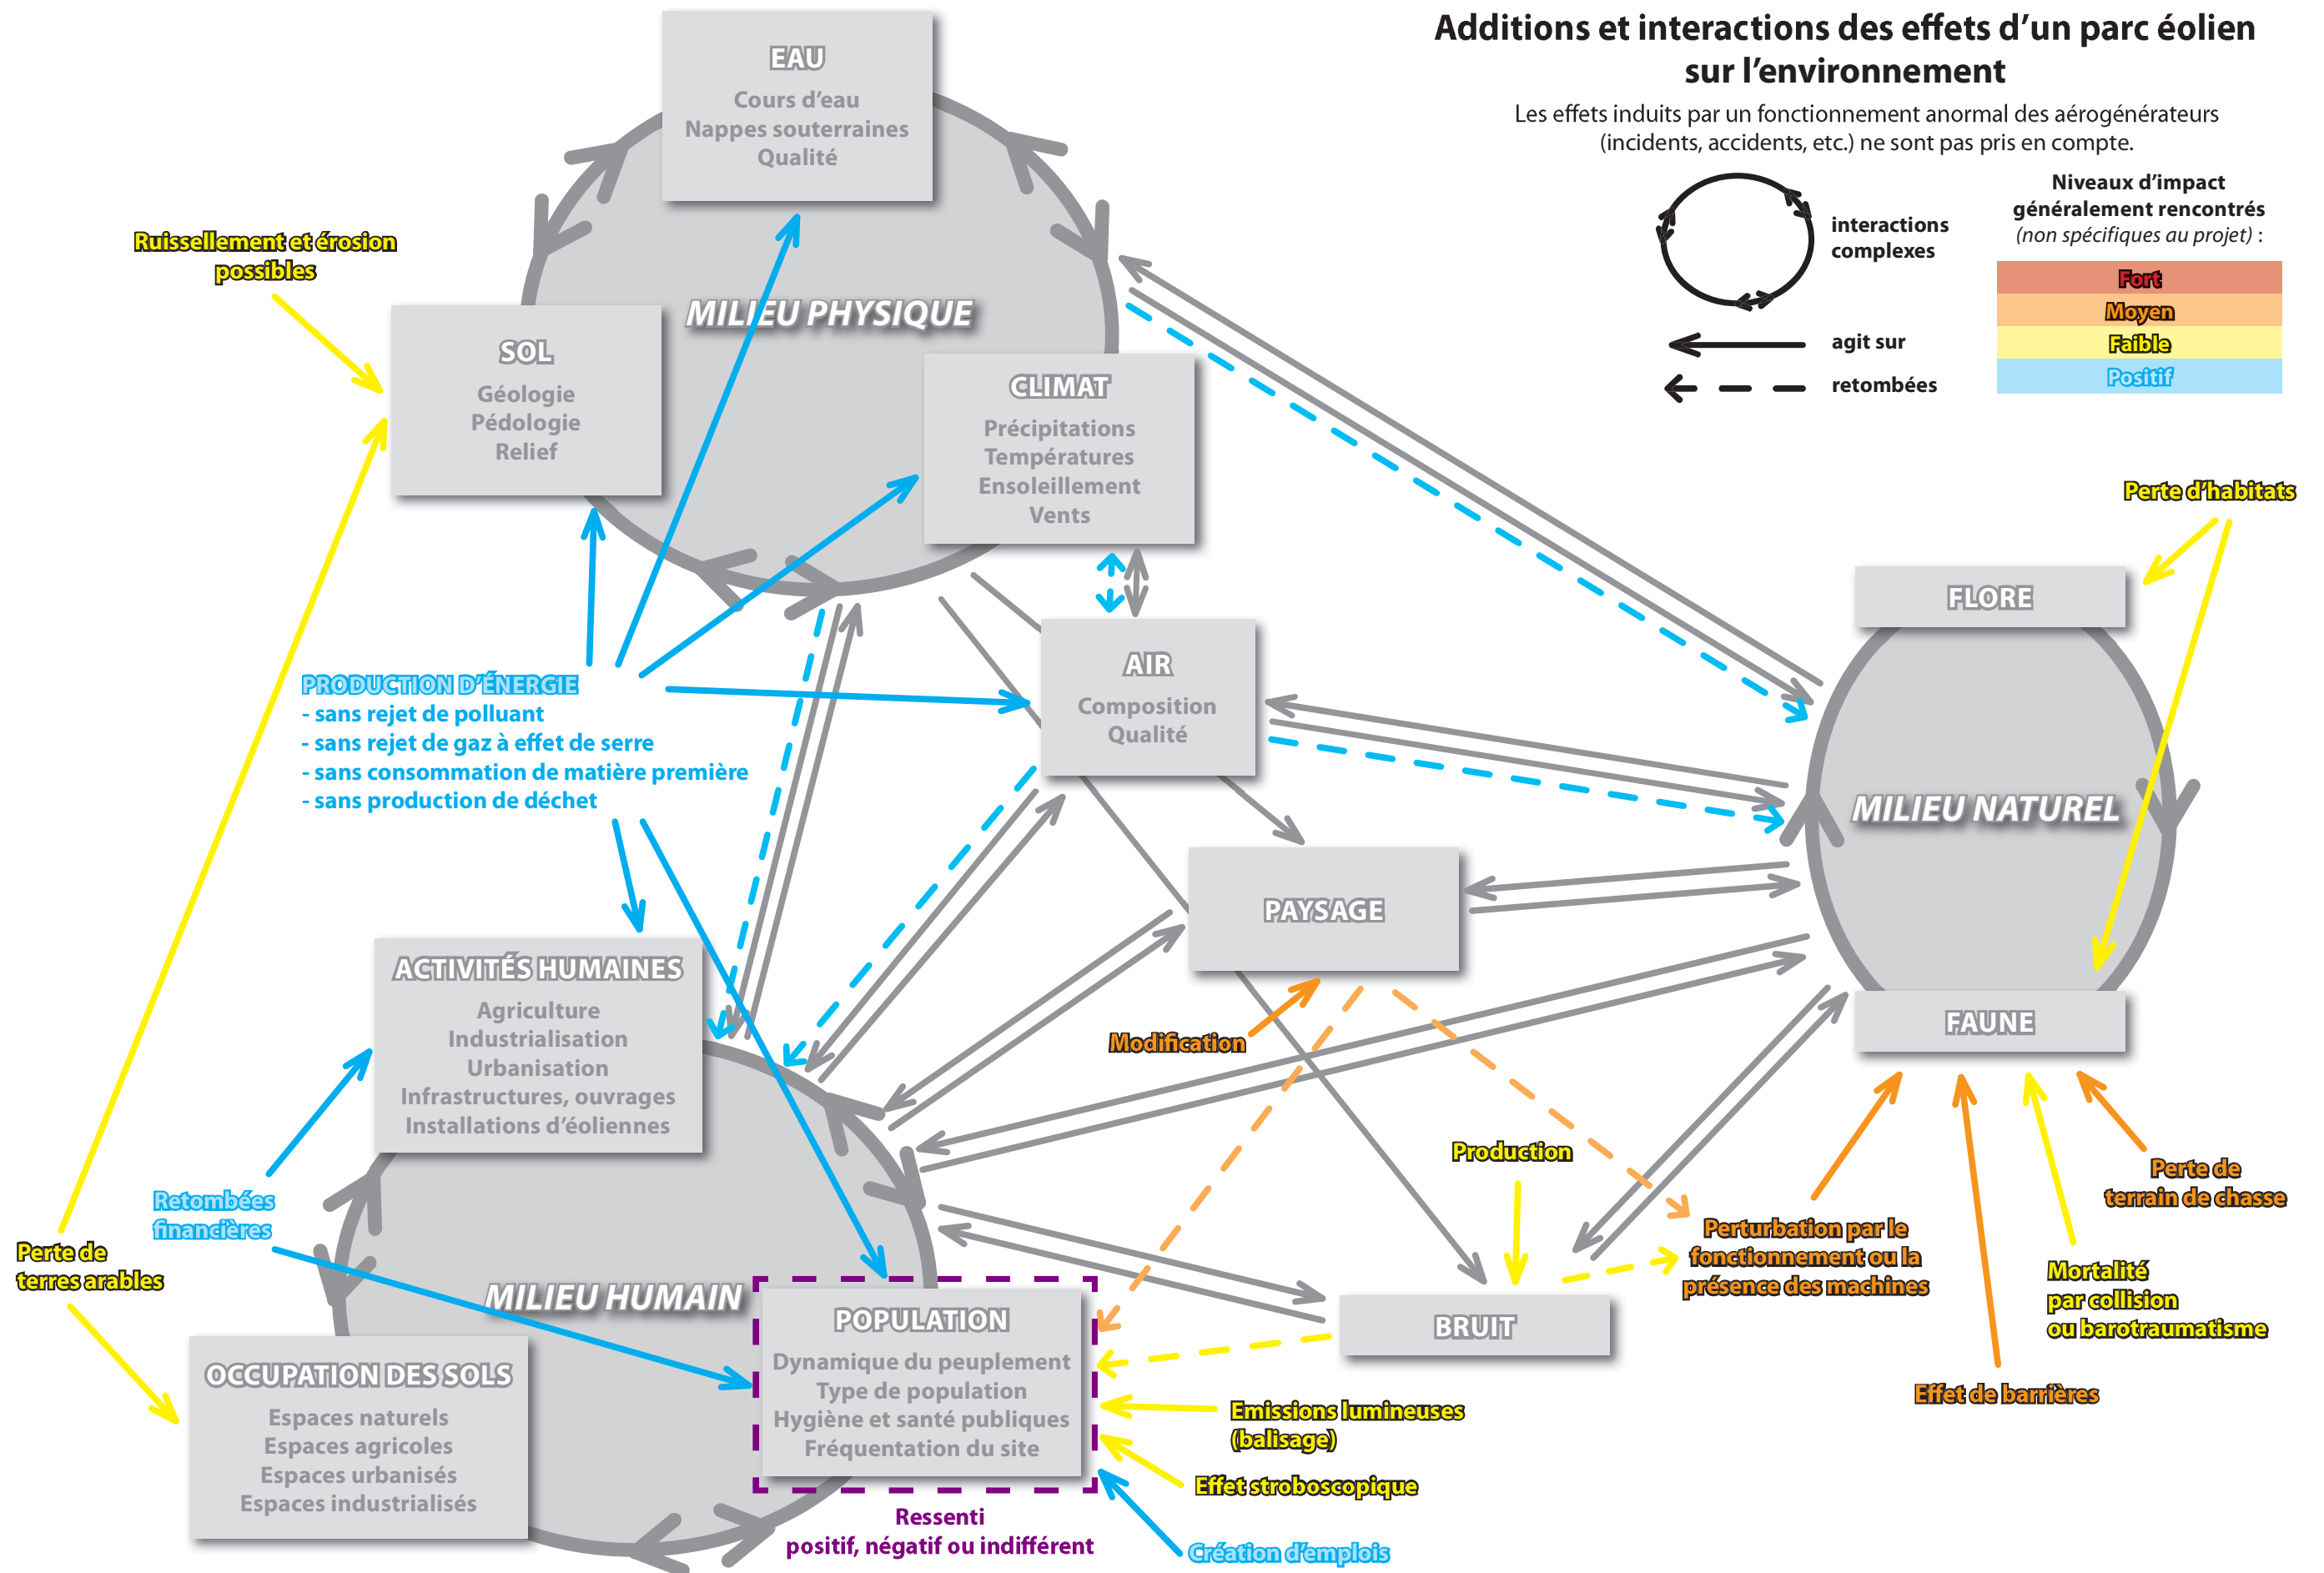 Additions et interactions des effets d’un parc éolien
sur l’environnement
Les effets induits par un fonctionnement anormal des aérogénérateurs
(incidents, accidents, etc.) ne sont pas pris en compte.
interactions
complexes
agit sur
retombées
Niveaux d’impact
généralement rencontrés
(non spécifiques au projet) :
Fort
Moyen
Faible
Positif
EAU
Cours d’eau
Nappes souterraines
Qualité
Ruissellement et érosion
possibles
MILIEU PHYSIQUE
SOL
Géologie
Pédologie
Relief
CLIMAT
Précipitations
Températures
Ensoleillement
Vents
Perte d’habitats
FLORE
AIR
Composition
Qualité
PRODUCTION D’ÉNERGIE
- sans rejet de polluant
- sans rejet de gaz à effet de serre
- sans consommation de matière première
- sans production de déchet
MILIEU NATUREL
PAYSAGE
Modification
FAUNE
ACTIVITÉS HUMAINES
Agriculture
Industrialisation
Urbanisation
Infrastructures, ouvrages
Installations d’éoliennes
Production
Perte de
terrain de chasse
Retombées
financières
Perturbation par le
fonctionnement ou la
présence des machines
Perte de
terres arables
Mortalité
par collision
ou barotraumatisme
MILIEU HUMAIN
POPULATION
Dynamique du peuplement
Type de population
Hygiène et santé publiques
Fréquentation du site
BRUIT
OCCUPATION DES SOLS
Espaces naturels
Espaces agricoles
Espaces urbanisés
Espaces industrialisés
Effet de barrières
Emissions lumineuses
(balisage)
Effet stroboscopique
Ressenti
positif, négatif ou indifférent
Création d’emplois